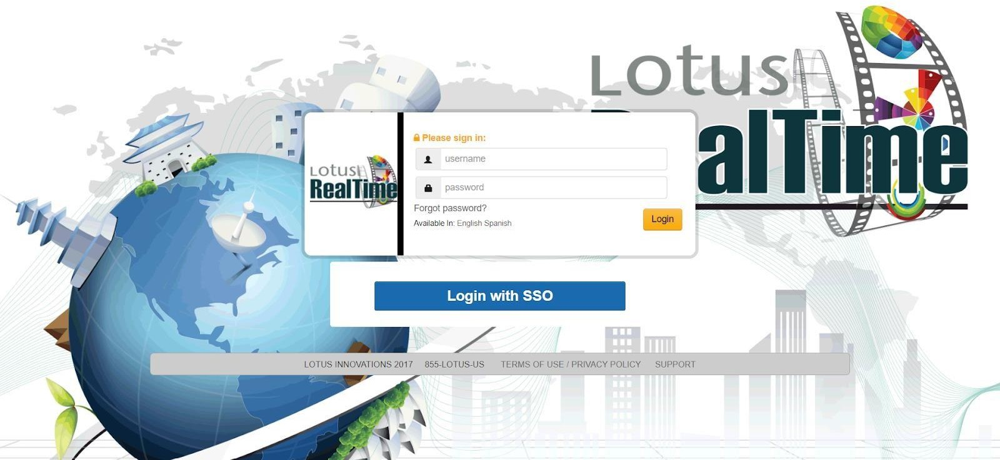 Lotus
alTime
Lotus
RealTime
Please sign in:
username
password
Forgot password?
Available In: English Spanish
Login
Login with SSO
LOTUS INNOVATIONS 2017 855-LOTUS-US TERMS OF USE / PRIVACY POLICY SUPPORT